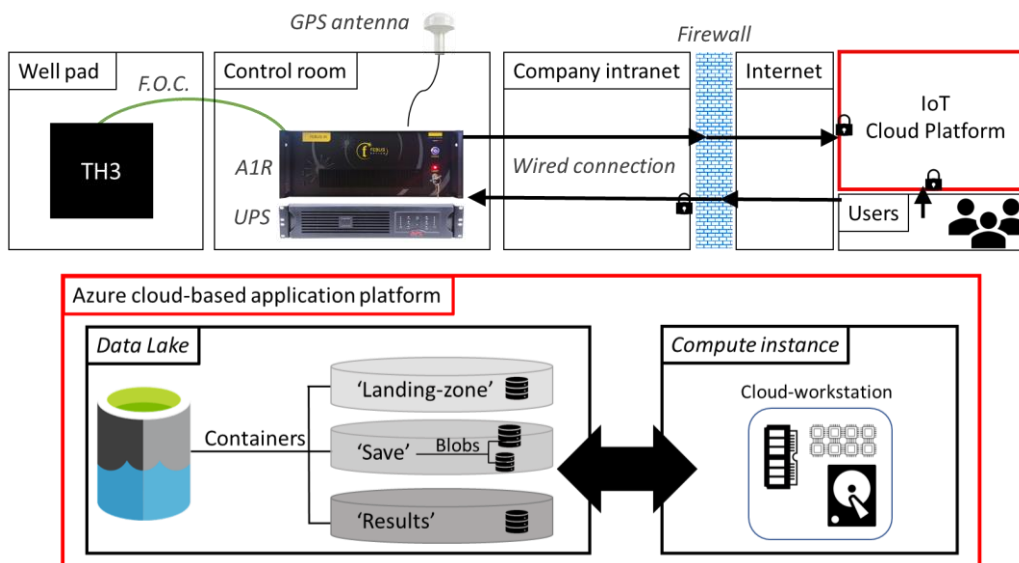 GPS antenna
Firewall
Well pad
Control room
Company intranet
Internet
F.O.C.
IoT
Cloud Platform
TH3
A1R
Wired connection
UPS
Users
Azure cloud-based application platform
Data Lake
Compute instance
Cloud-workstation
'Landing-zone'
Containers
'Save'
Blobs
'Results'